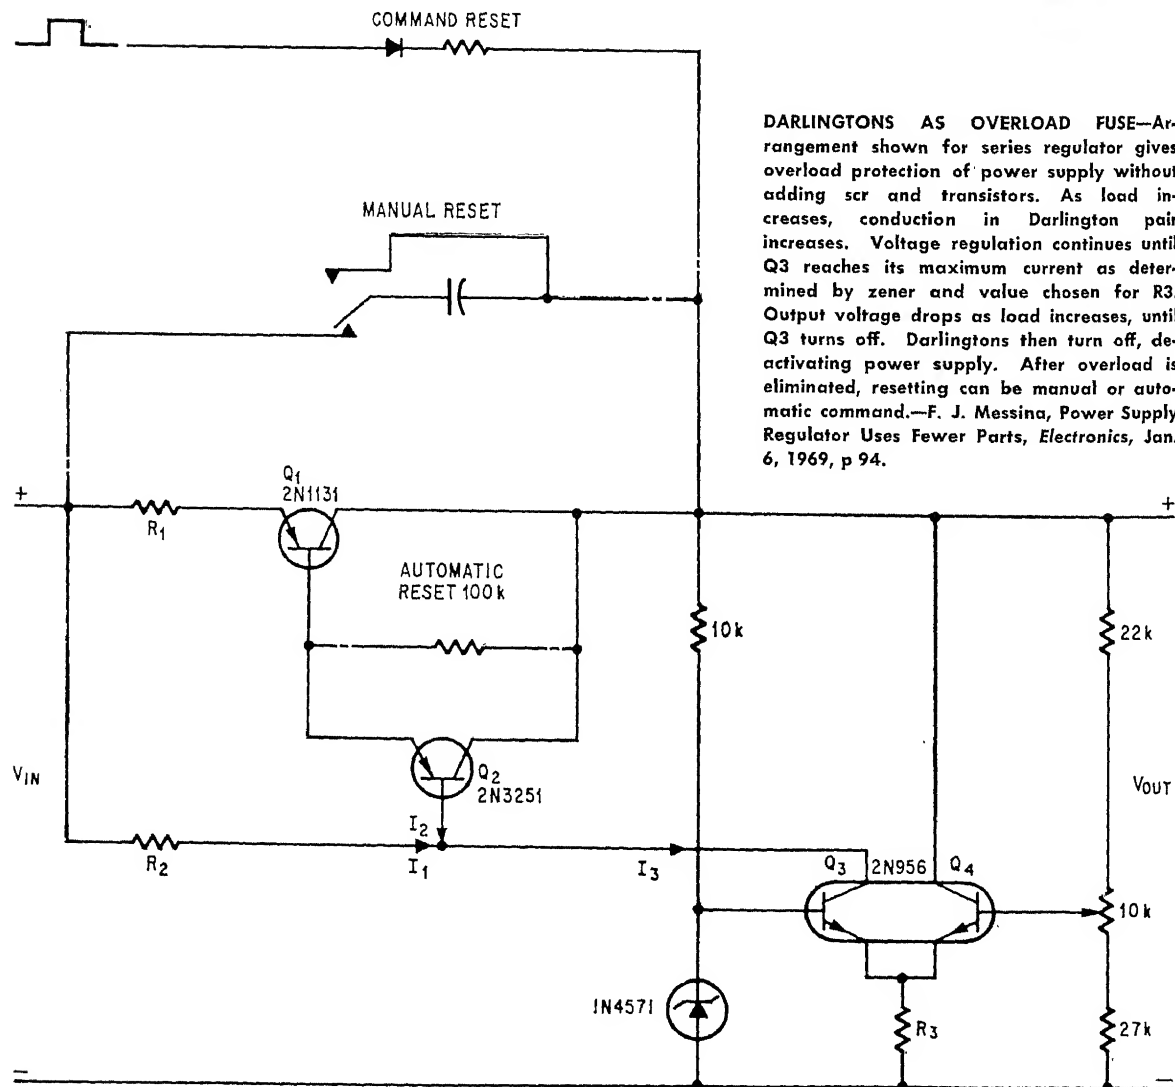 COMMAND RESET
DARLINGTONS AS OVERLOAD FUSE—Ar-
rangement shown for series regulator gives
overload protection of power supply without
adding scr and transistors. As load in-
creases, conduction in Darlington pair
increases. Voltage regulation continues until
Q3 reaches its maximum current as deter-
mined by zener and value chosen for R3.
Output voltage drops as load increases, until
Q3 turns off. Darlingtons then turn off, de-
activating power supply. After overload is
eliminated, resetting can be manual or auto-
matic command.—F. J. Messina, Power Supply
Regulator Uses Fewer Parts, Electronics, Jan.
6, 1969, p 94.
MANUAL RESET
+
Q1
2N1131
+
R1
AUTOMATIC
RESET 100k
10k
22k
VIN
Q2
2N3251
VOUT
R2
I2
I1
I3
Q3 2N956 Q4
10k
1N4571
R3
27k
−
−